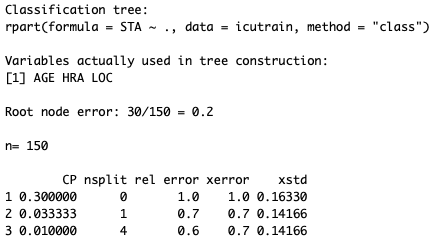 Classification tree:
rpart(formula = STA ~ ., data = icutrain, method = "class")
Variables actually used in tree construction:
[1] AGE HRA LOC
Root node error: 30/150 = 0.2
n= 150
CP nsplit rel error xerror xstd
1 0.300000 0 1.0 1.0 0.16330
2 0.033333 1 0.7 0.7 0.14166
3 0.010000 4 0.6 0.7 0.14166